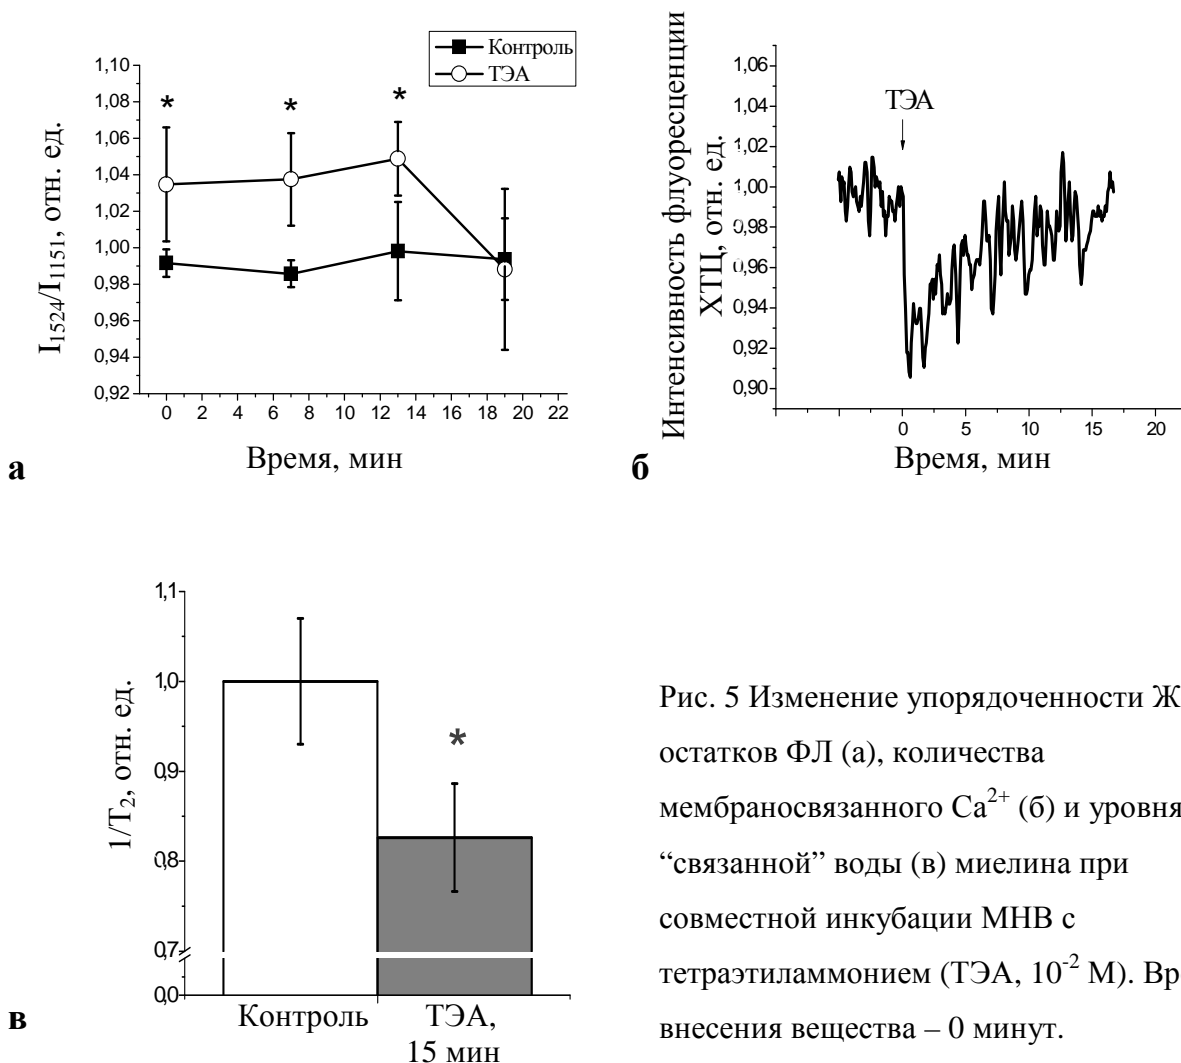 Контроль
ТЭА
1,10
1,08
1,06
1,04
1,02
1,00
0,98
0,96
0,94
0,92
* * *
I1524/I1151, отн. ед.
0 2 4 6 8 10 12 14 16 18 20 22
Время, мин
а
Интенсивность флуоресценции
ХТЦ, отн. ед.
1,06
1,04
1,02
1,00
0,98
0,96
0,94
0,92
0,90
ТЭА
0 5 10 15 20
Время, мин
б
1/T2, отн. ед.
1,1
1,0
0,9
0,8
0,7
0,0
*
Контроль
ТЭА,
15 мин
в
Рис. 5 Изменение упорядоченности Ж
остатков ФЛ (а), количества
мембраносвязанного Ca2+ (б) и уровня
“связанной” воды (в) миелина при
совместной инкубации МНВ с
тетраэтиламмонием (ТЭА, 10-2 М). Вр
внесения вещества – 0 минут.